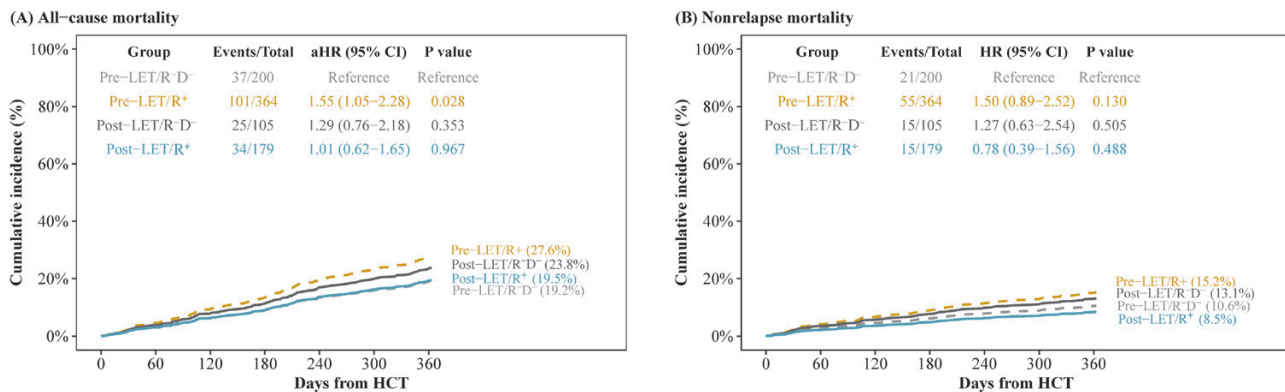 (A) All−cause mortality
100%
80%
60%
40%
20%
0%
Cumulative incidence (%)
Group Events/Total aHR (95% CI) P value
Pre−LET/R⁻D⁻ 37/200 Reference Reference
Pre−LET/R⁺ 101/364 1.55 (1.05−2.28) 0.028
Post−LET/R⁻D⁻ 25/105 1.29 (0.76−2.18) 0.353
Post−LET/R⁺ 34/179 1.01 (0.62−1.65) 0.967
Pre−LET/R+ (27.6%)
Post−LET/R⁻D⁻ (23.8%)
Post−LET/R⁺ (19.5%)
Pre−LET/R⁻D⁻ (19.2%)
0 60 120 180 240 300 360
Days from HCT
(B) Nonrelapse mortality
100%
80%
60%
40%
20%
0%
Cumulative incidence (%)
Group Events/Total HR (95% CI) P value
Pre−LET/R⁻D⁻ 21/200 Reference Reference
Pre−LET/R⁺ 55/364 1.50 (0.89−2.52) 0.130
Post−LET/R⁻D⁻ 15/105 1.27 (0.63−2.54) 0.505
Post−LET/R⁺ 15/179 0.78 (0.39−1.56) 0.488
Pre−LET/R+ (15.2%)
Post−LET/R⁻D⁻ (13.1%)
Pre−LET/R⁻D⁻ (10.6%)
Post−LET/R⁺ (8.5%)
0 60 120 180 240 300 360
Days from HCT